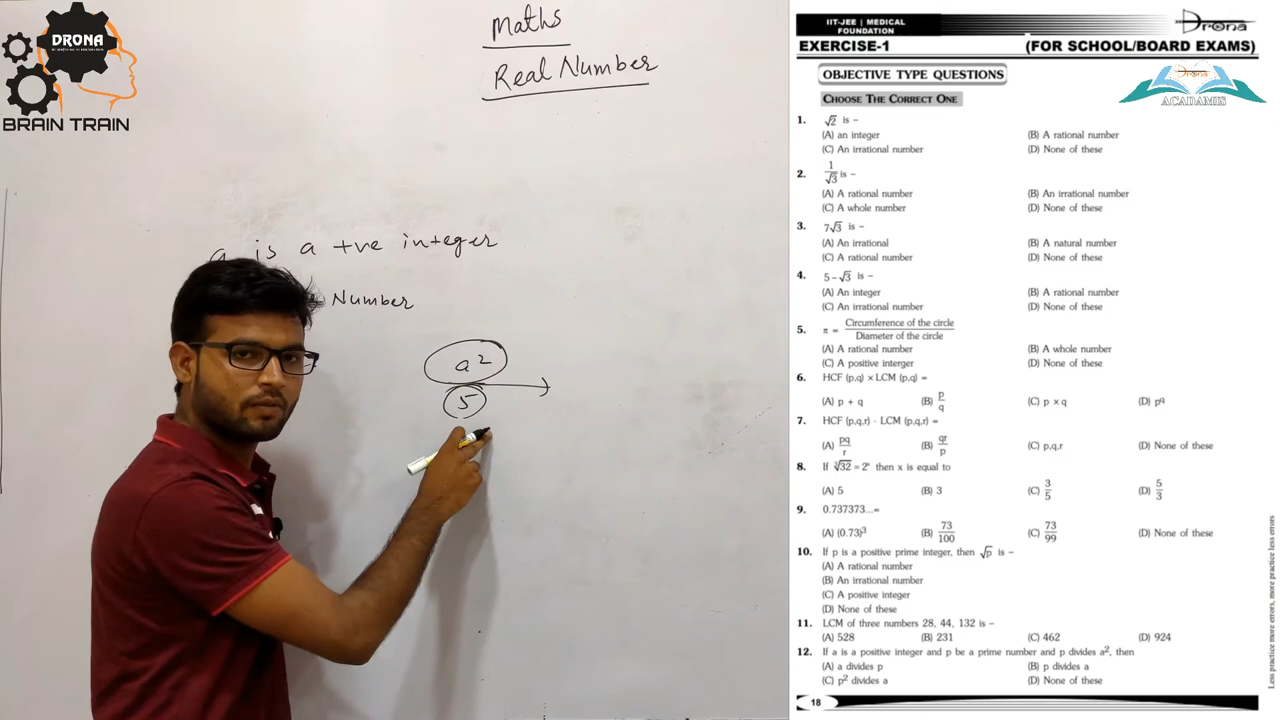 DRONA
BRAIN TRAIN
Maths
Real Number
a is a +ve integer
Number
a²
5
IIT-JEE | MEDICAL
FOUNDATION
Drona
EXERCISE-1 (FOR SCHOOL/BOARD EXAMS)
OBJECTIVE TYPE QUESTIONS
Drona
ACADAMIS
CHOOSE THE CORRECT ONE
1. √2 is –
(A) an integer (B) A rational number
(C) An irrational number (D) None of these
2. 1/√3 is –
(A) A rational number (B) An irrational number
(C) A whole number (D) None of these
3. 7√3 is –
(A) An irrational (B) A natural number
(C) A rational number (D) None of these
4. 5 – √3 is –
(A) An integer (B) A rational number
(C) An irrational number (D) None of these
5. π = Circumference of the circle / Diameter of the circle
(A) A rational number (B) A whole number
(C) A positive interger (D) None of these
6. HCF (p,q) × LCM (p,q) =
(A) p + q (B) p/q (C) p × q (D) p^q
7. HCF (p,q,r) · LCM (p,q,r) =
(A) pq/r (B) qr/p (C) p,q,r (D) None of these
8. If ∛32 = 2ˣ then x is equal to
(A) 5 (B) 3 (C) 3/5 (D) 5/3
9. 0.737373...=
(A) (0.73)³ (B) 73/100 (C) 73/99 (D) None of these
10. If p is a positive prime integer, then √p is –
(A) A rational number
(B) An irrational number
(C) A positive integer
(D) None of these
11. LCM of three numbers 28, 44, 132 is –
(A) 528 (B) 231 (C) 462 (D) 924
12. If a is a positive integer and p be a prime number and p divides a², then
(A) a divides p (B) p divides a
(C) p² divides a (D) None of these
18
Less practice more errors, more practice less errors